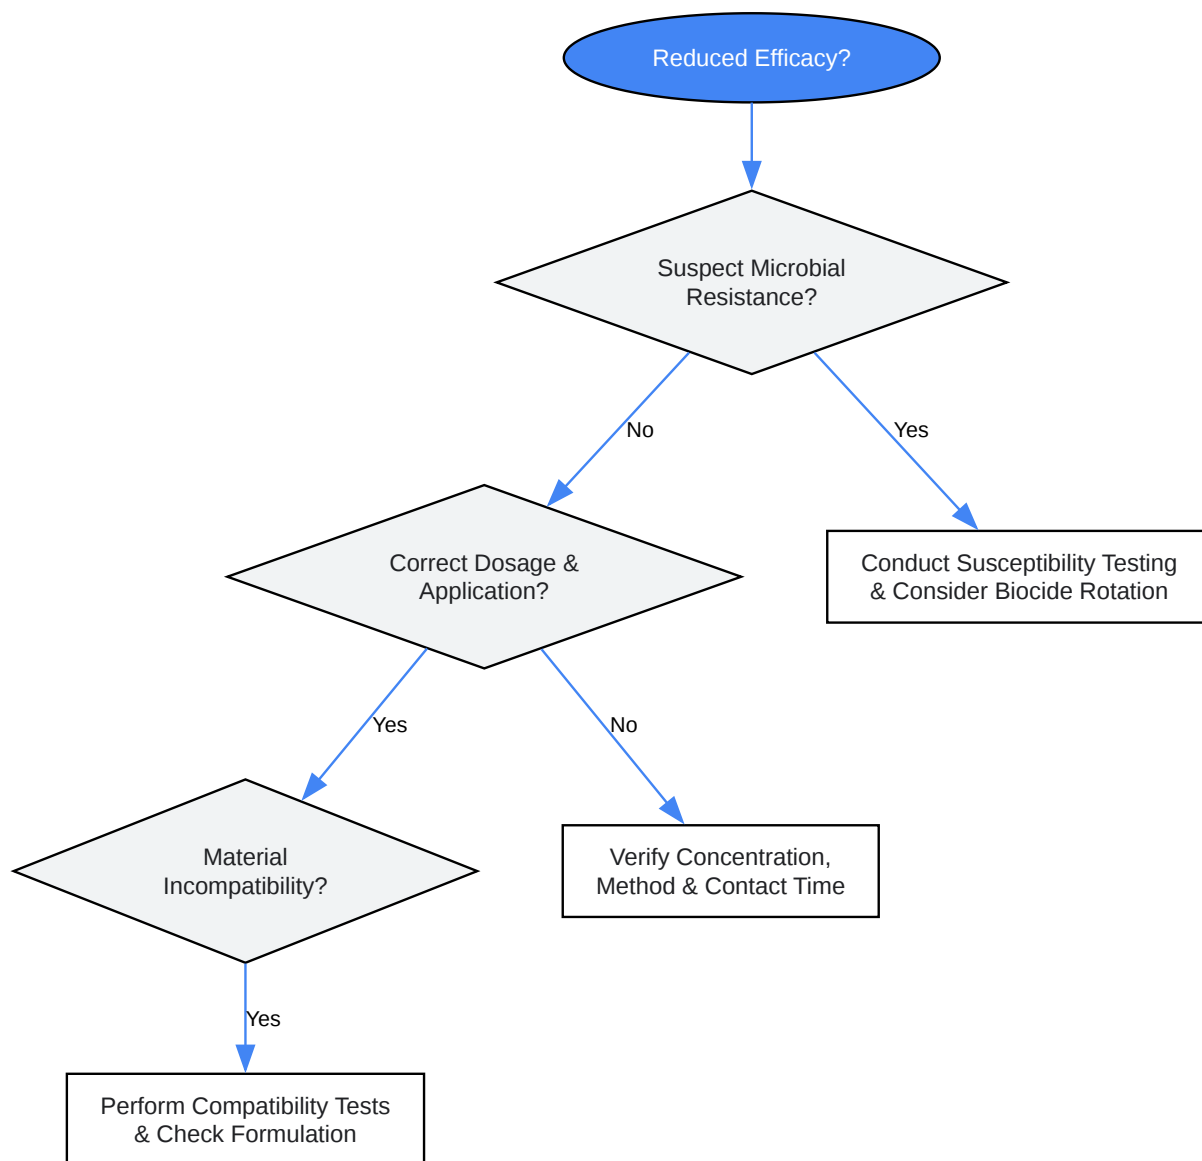 Reduced Efficacy?
Suspect Microbial
Resistance?
No
Yes
Correct Dosage &
Application?
Conduct Susceptibility Testing
& Consider Biocide Rotation
Yes
No
Material
Incompatibility?
Verify Concentration,
Method & Contact Time
Yes
Perform Compatibility Tests
& Check Formulation